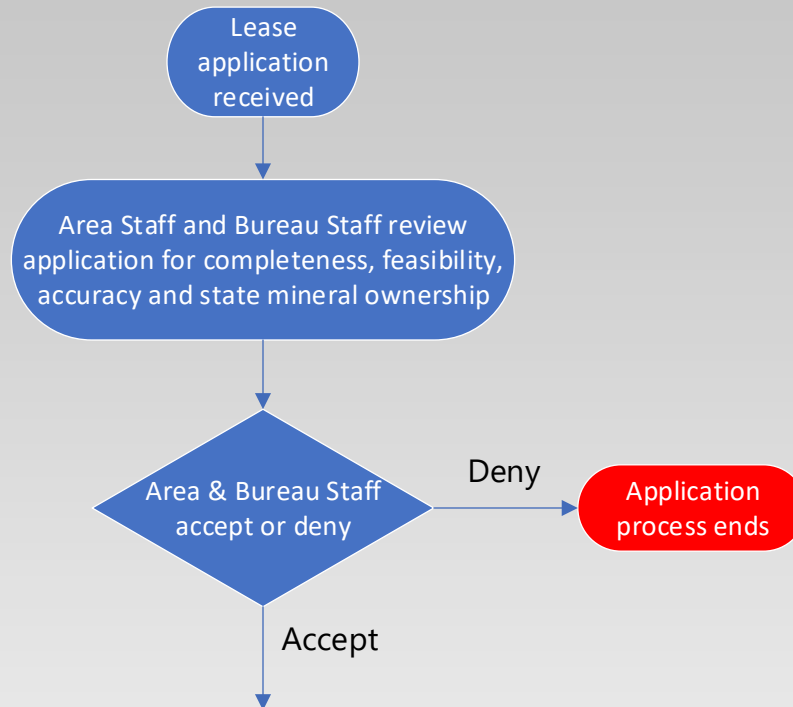 Lease
application
received
Area Staff and Bureau Staff review
application for completeness, feasibility,
accuracy and state mineral ownership
Area & Bureau Staff
accept or deny
Deny
Application
process ends
Accept